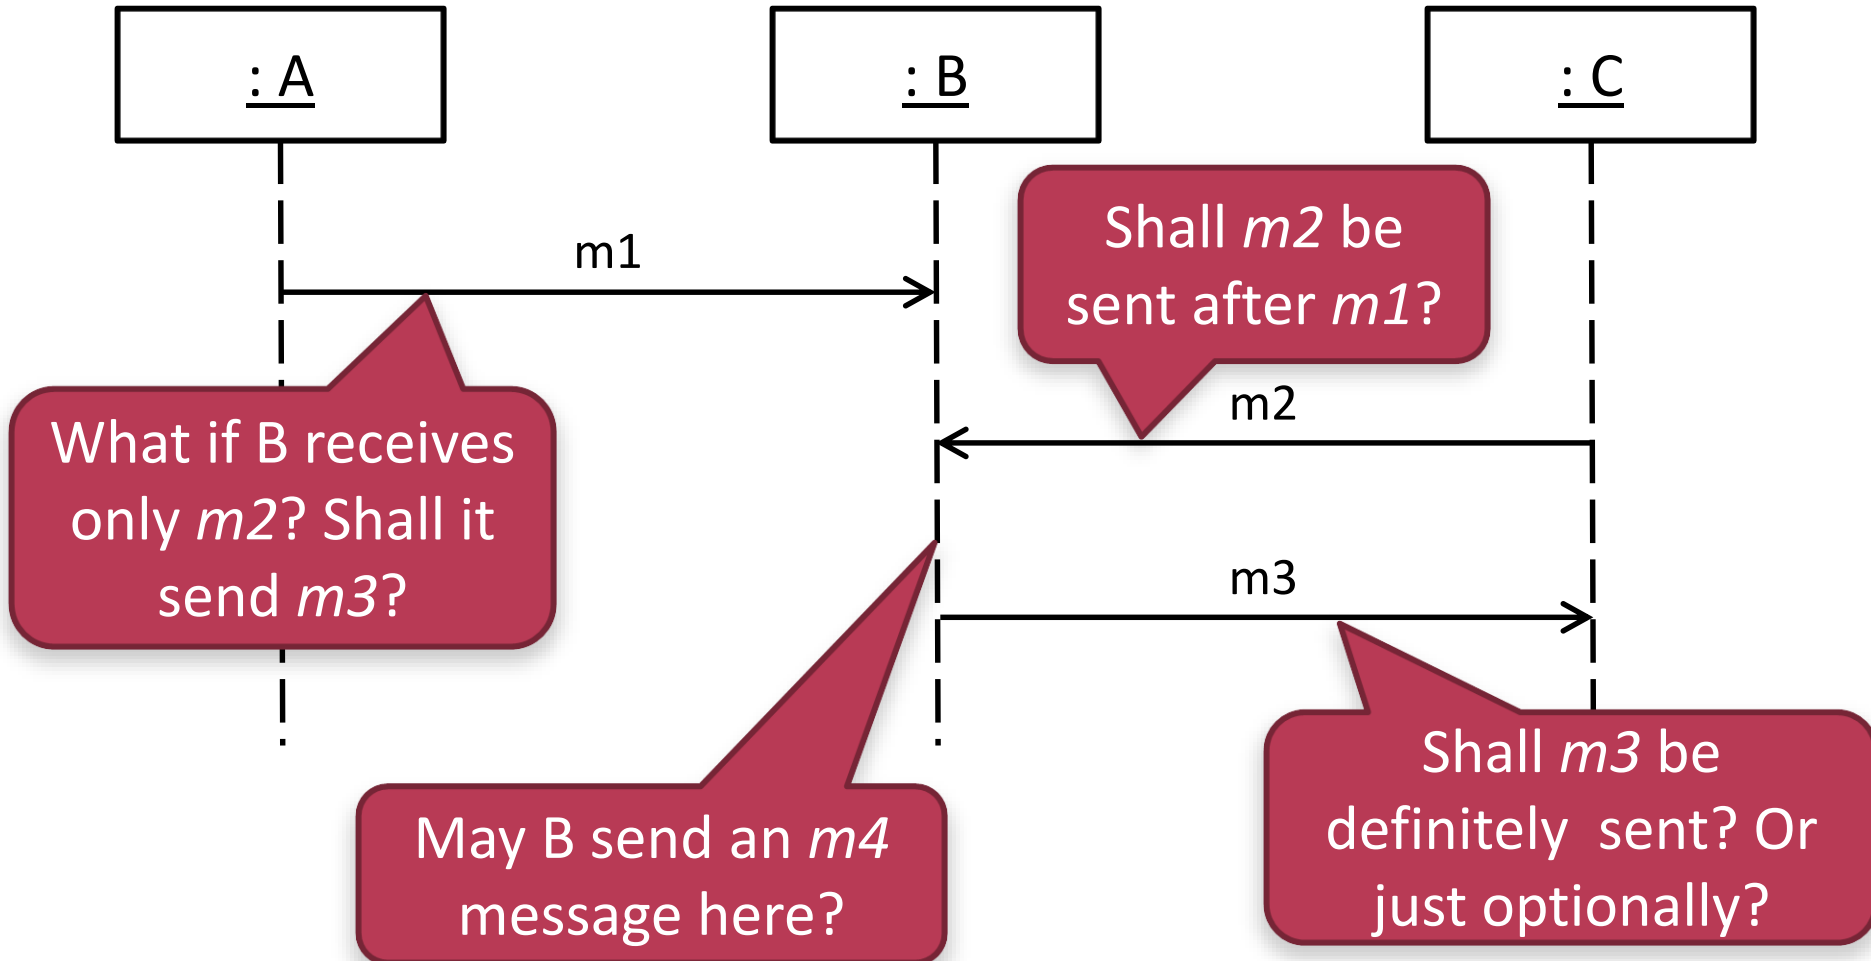 : A
: B
: C
m1
Shall m2 be
sent after m1?
m2
What if B receives
only m2? Shall it
send m3?
m3
May B send an m4
message here?
Shall m3 be
definitely  sent? Or
just optionally?